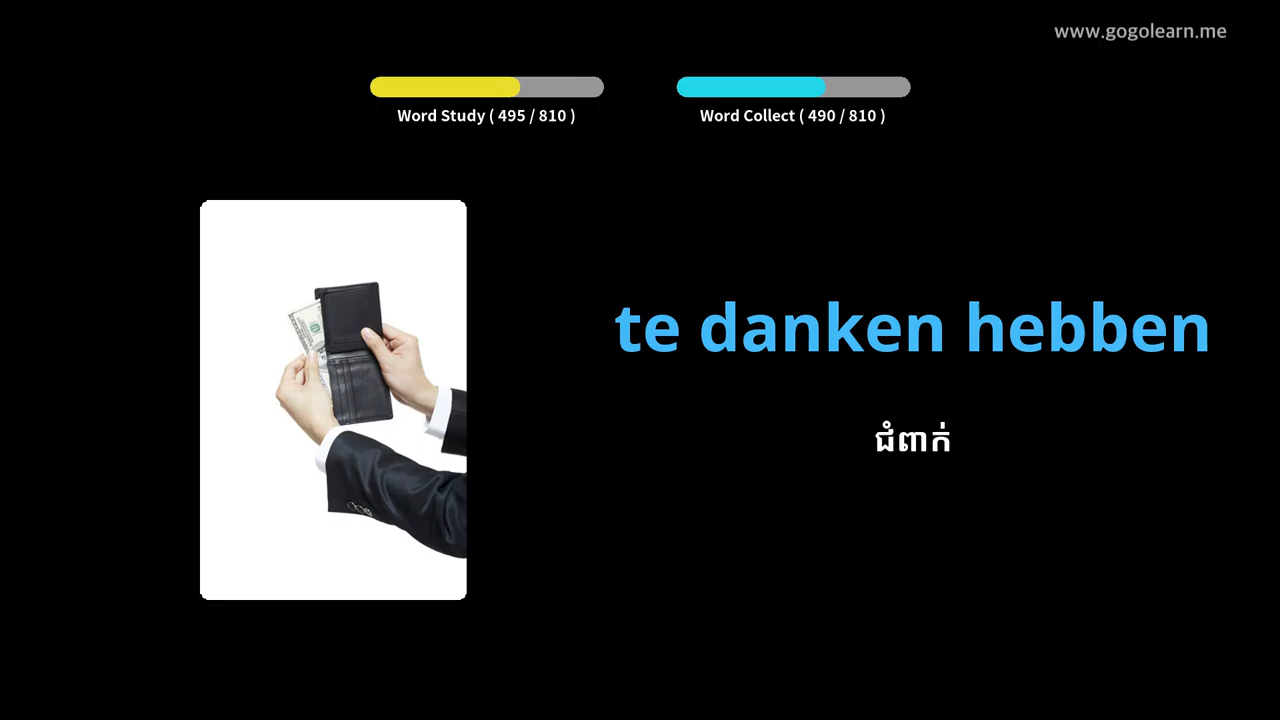 www.gogolearn.me
Word Study ( 495 / 810 )
Word Collect ( 490 / 810 )
te danken hebben
ជំពាក់